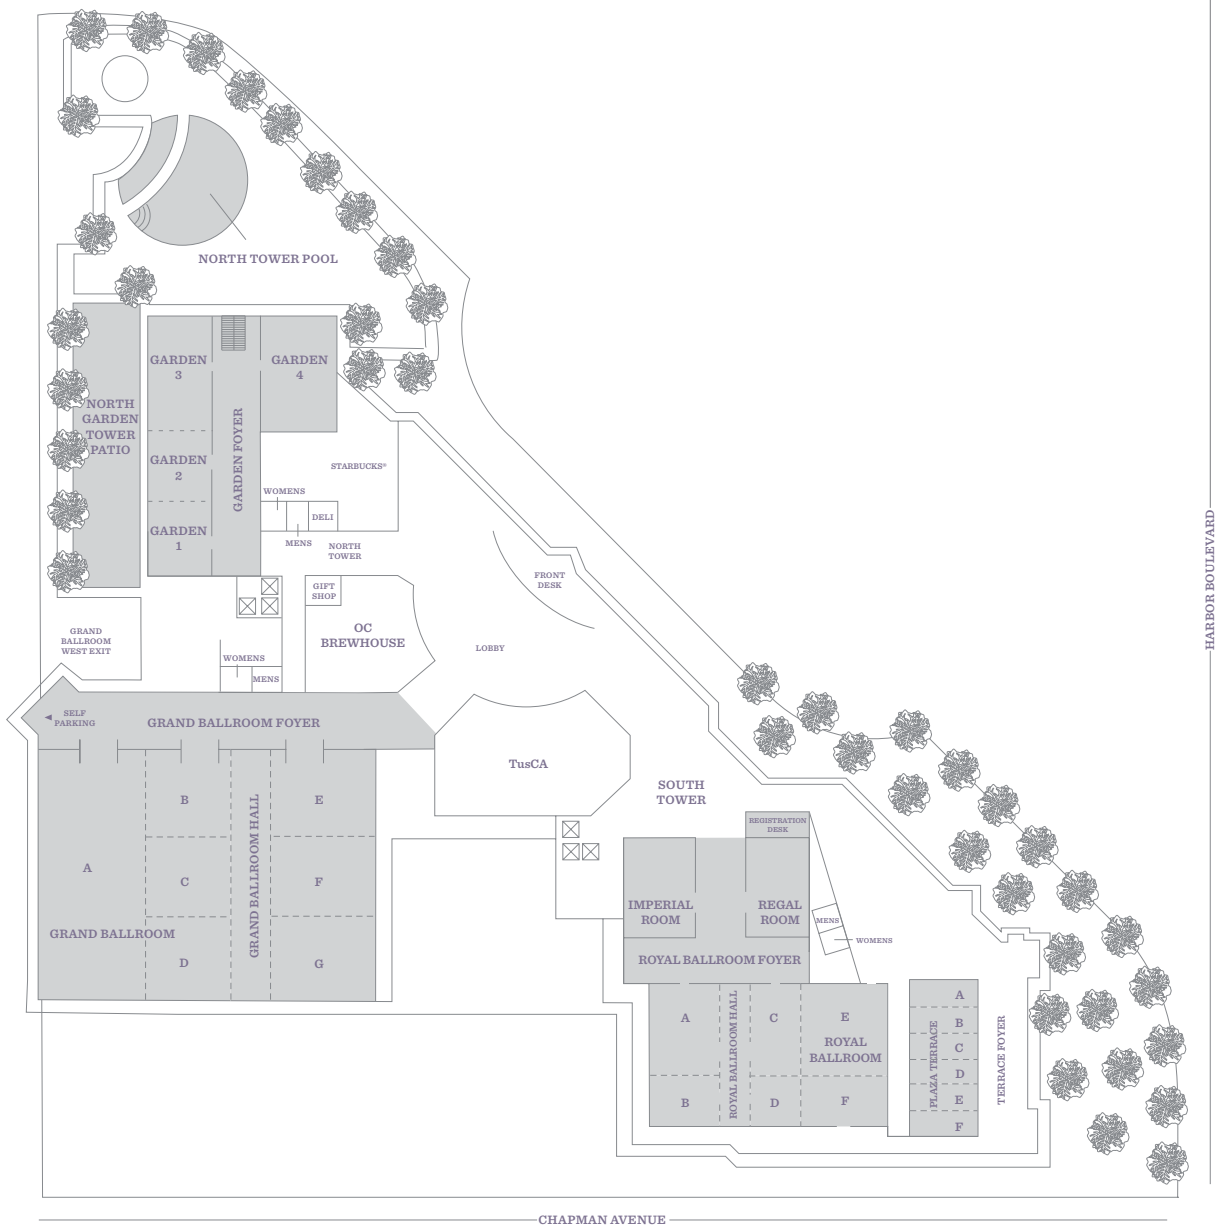 NORTH TOWER POOL
GARDEN
3
GARDEN
4
NORTH
GARDEN
TOWER
PATIO
GARDEN FOYER
GARDEN
2
STARBUCKS®
WOMENS
DELI
GARDEN
1
MENS
NORTH
TOWER
FRONT
DESK
GIFT
SHOP
OC
BREWHOUSE
GRAND
BALLROOM
WEST EXIT
LOBBY
WOMENS
MENS
SELF
PARKING
GRAND BALLROOM FOYER
TusCA
SOUTH
TOWER
HARBOR BOULEVARD
B
E
GRAND BALLROOM HALL
A
C
F
GRAND BALLROOM
D
G
REGISTRATION
DESK
IMPERIAL
ROOM
REGAL
ROOM
MENS
WOMENS
ROYAL BALLROOM FOYER
A
ROYAL BALLROOM HALL
C
E
ROYAL
BALLROOM
B
D
F
PLAZA TERRACE
A
B
C
D
E
F
TERRACE FOYER
CHAPMAN AVENUE